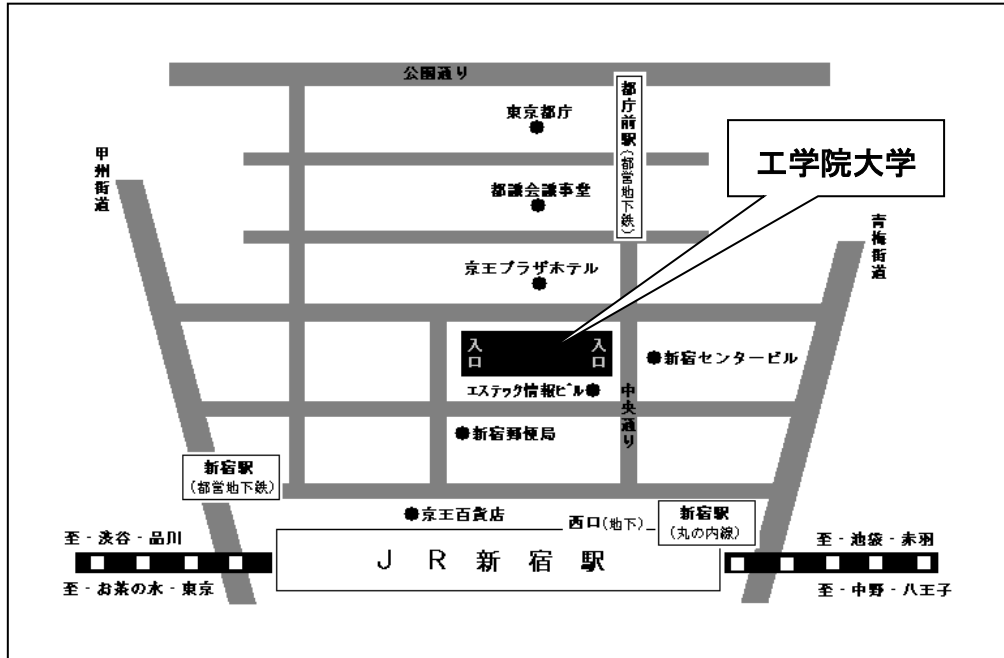 公園通り
都庁前駅(都営地下鉄)
東京都庁
工学院大学
甲州街道
都議会議事堂
青梅街道
京王プラザホテル
入口
入口
新宿センタービル
エステック情報ビル
中央通り
新宿郵便局
新宿駅
(都営地下鉄)
京王百貨店
西口(地下)
新宿駅
(丸の内線)
至-渋谷-品川
JR新宿駅
至-池袋-赤羽
至-お茶の水-東京
至-中野-八王子